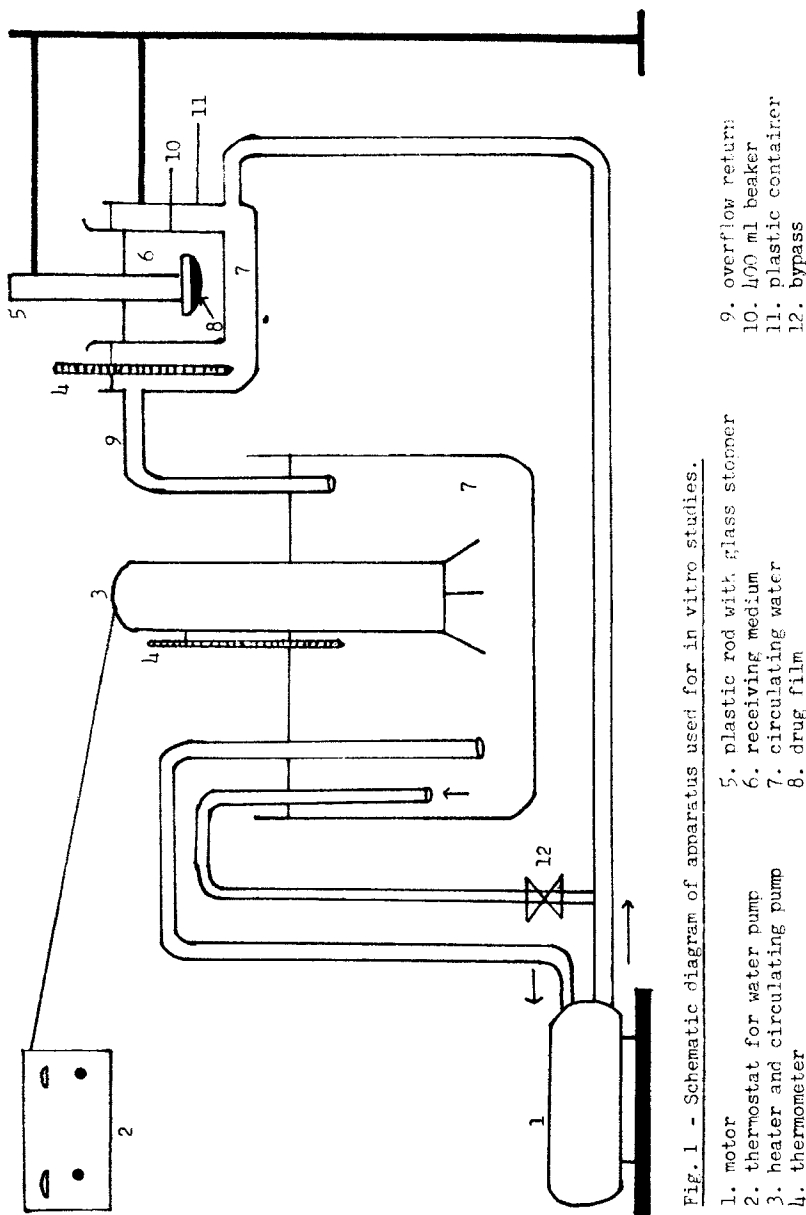 5
4
3
10
11
6
9
8
7
4
2
7
12
1
Fig. 1 - Schematic diagram of apparatus used for in vitro studies.
1. motor
2. thermostat for water pump
3. heater and circulating pump
4. thermometer
5. plastic rod with glass stopper
6. receiving medium
7. circulating water
8. drug film
9. overflow return
10. 400 ml beaker
11. plastic container
12. bypass